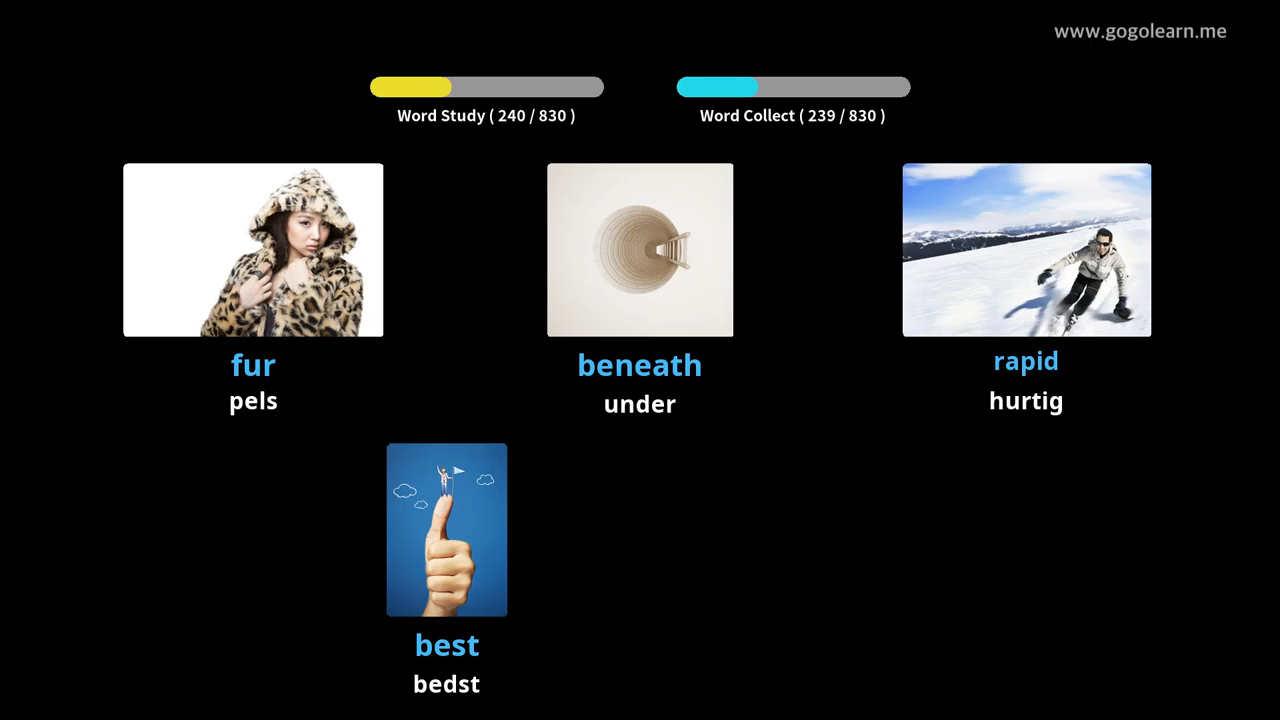 www.gogolearn.me
Word Study ( 240 / 830 )
Word Collect ( 239 / 830 )
fur
pels
beneath
under
rapid
hurtig
best
bedst